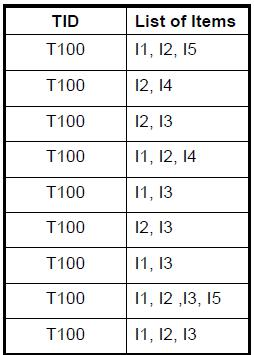 TID List of Items
T100 I1, I2, I5
T100 I2, I4
T100 I2, I3
T100 I1, I2, I4
T100 I1, I3
T100 I2, I3
T100 I1, I3
T100 I1, I2 ,I3, I5
T100 I1, I2, I3